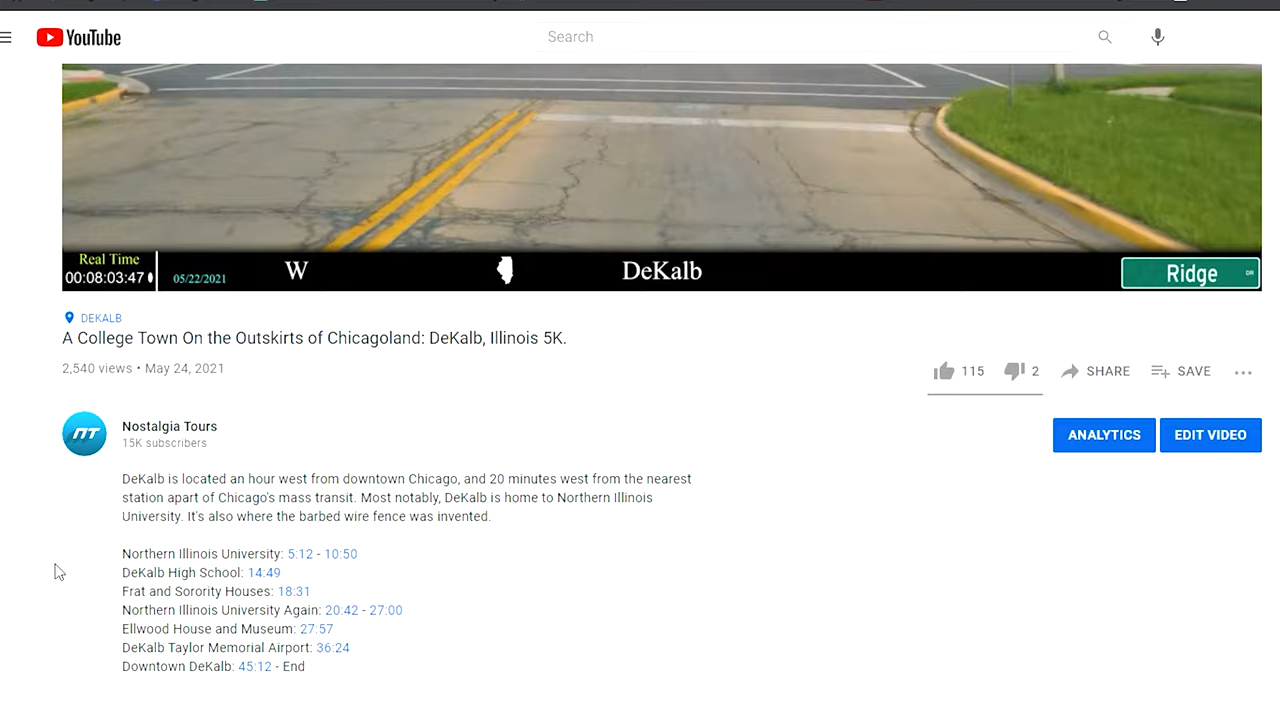 YouTube
Search
Real Time
00:08:03:47
05/22/2021
W
DeKalb
Ridge DR
DEKALB
A College Town On the Outskirts of Chicagoland: DeKalb, Illinois 5K.
2,540 views • May 24, 2021
115
2
SHARE
SAVE
NT
Nostalgia Tours
15K subscribers
ANALYTICS
EDIT VIDEO
DeKalb is located an hour west from downtown Chicago, and 20 minutes west from the nearest
station apart of Chicago's mass transit. Most notably, DeKalb is home to Northern Illinois
University. It's also where the barbed wire fence was invented.
Northern Illinois University: 5:12 - 10:50
DeKalb High School: 14:49
Frat and Sorority Houses: 18:31
Northern Illinois University Again: 20:42 - 27:00
Ellwood House and Museum: 27:57
DeKalb Taylor Memorial Airport: 36:24
Downtown DeKalb: 45:12 - End